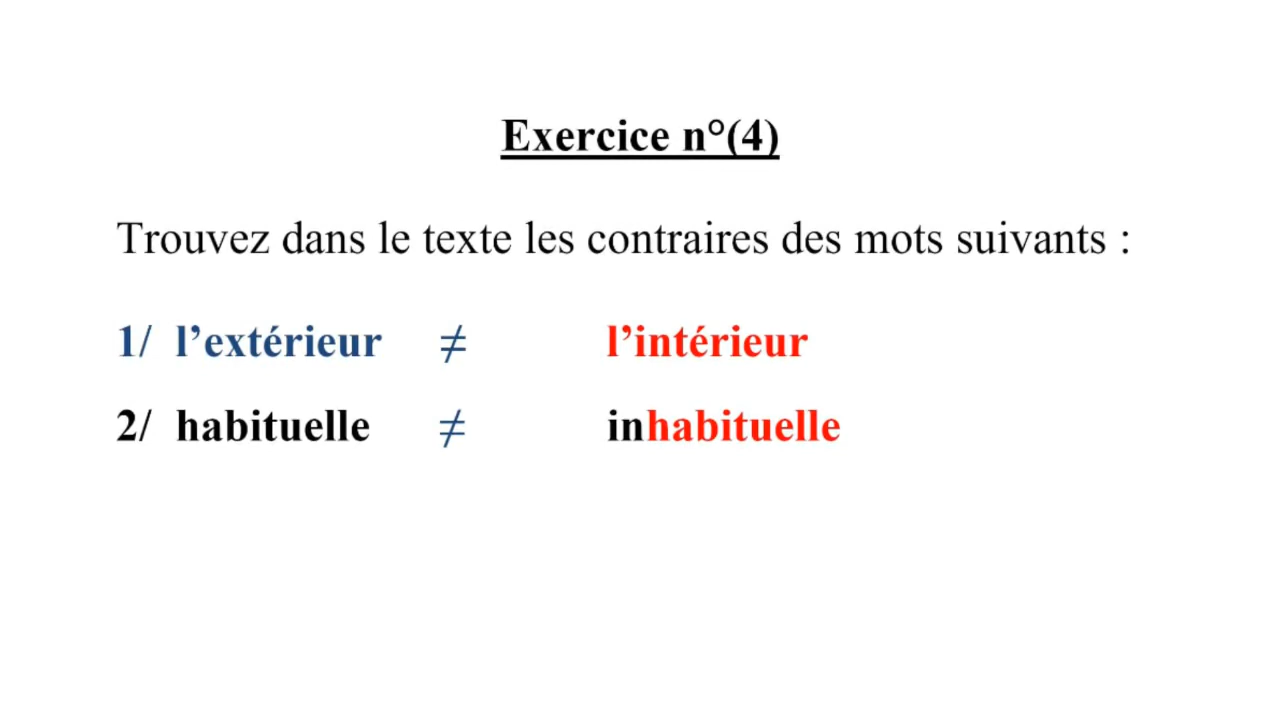 Exercice n°(4)
Trouvez dans le texte les contraires des mots suivants :
1/ l’extérieur ≠ l’intérieur
2/ habituelle ≠ inhabituelle